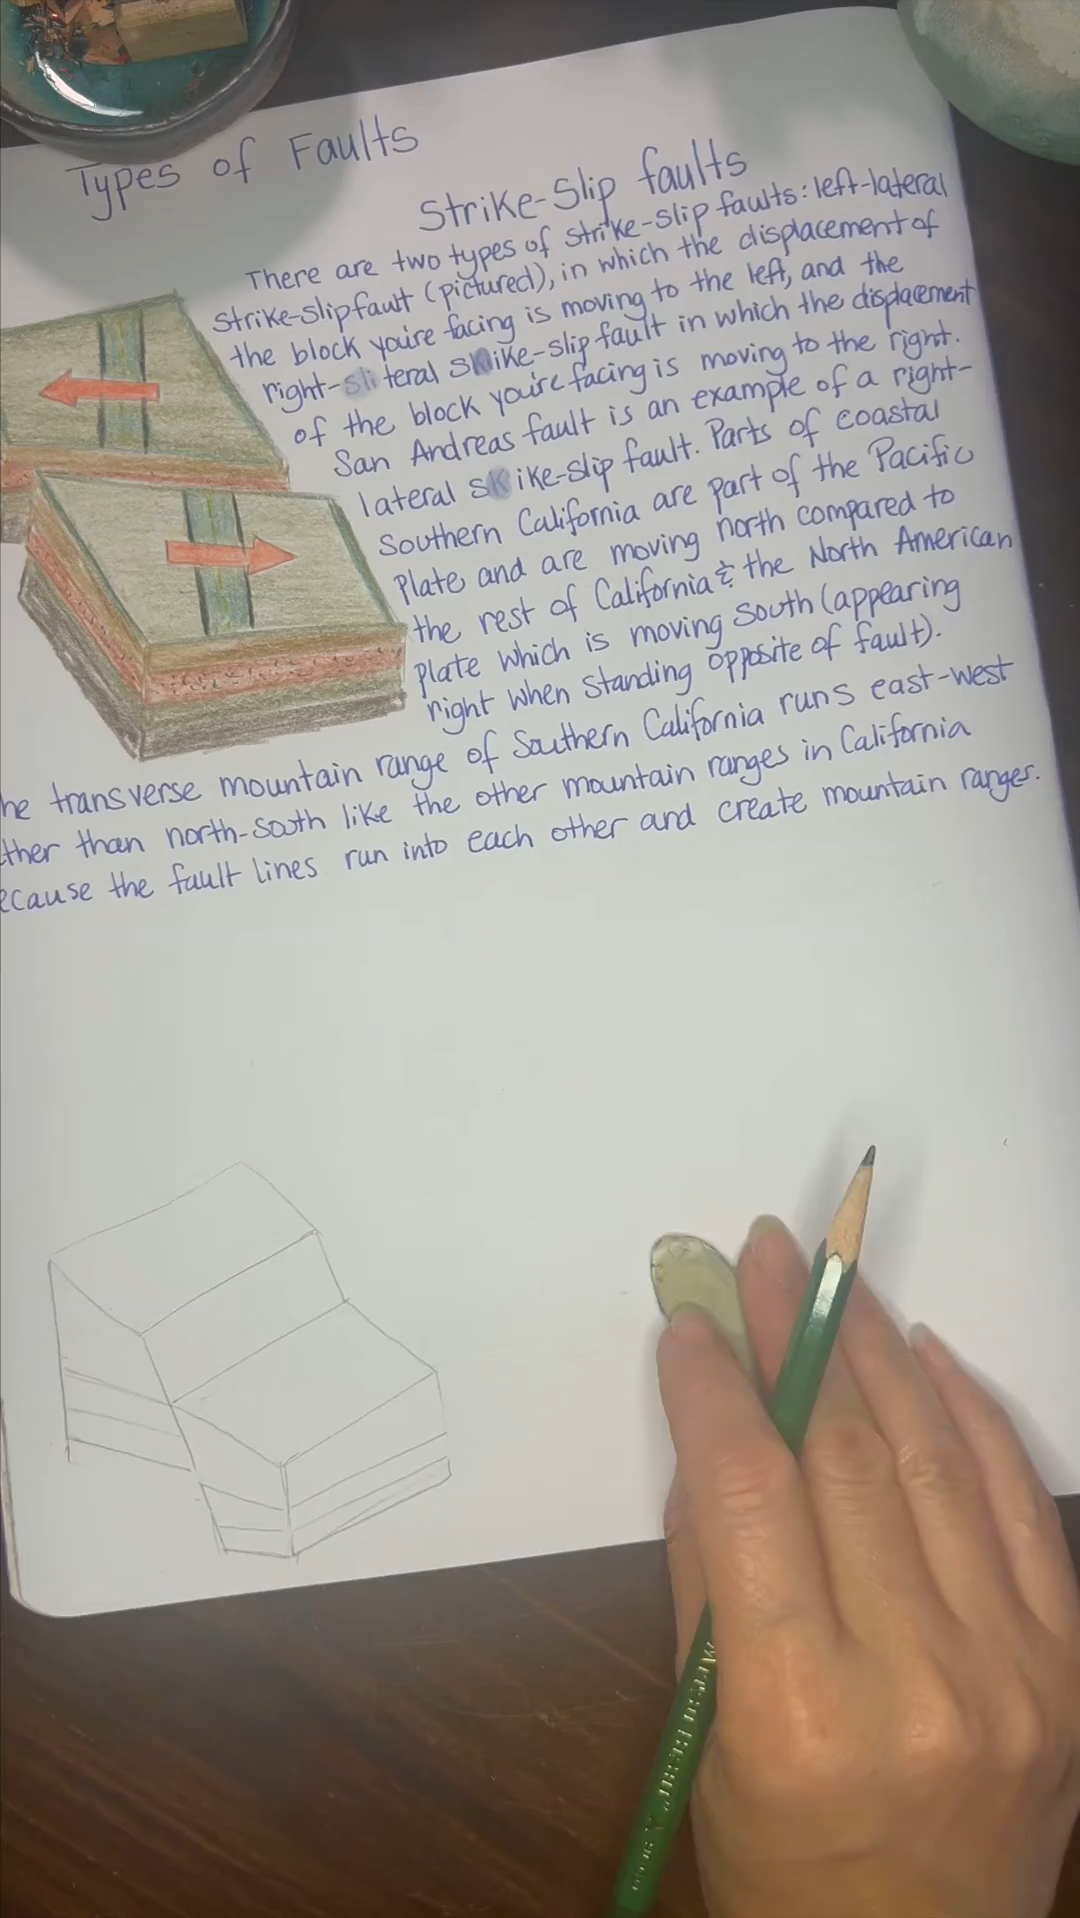 Types of Faults
Strike-Slip faults
There are two types of strike-slip faults: left-lateral
strike-slip fault (pictured), in which the displacement of
the block you're facing is moving to the left, and the
right-sli teral skike-slip fault in which the displacement
of the block you're facing is moving to the right.
San Andreas fault is an example of a right-
lateral skike-slip fault. Parts of coastal
Southern California are part of the Pacific
Plate and are moving north compared to
the rest of California & the North American
plate which is moving South (appearing
right when standing opposite of fault).
he transverse mountain range of Southern California runs east-west
ther than north-south like the other mountain ranges in California
ecause the fault lines run into each other and create mountain ranges.